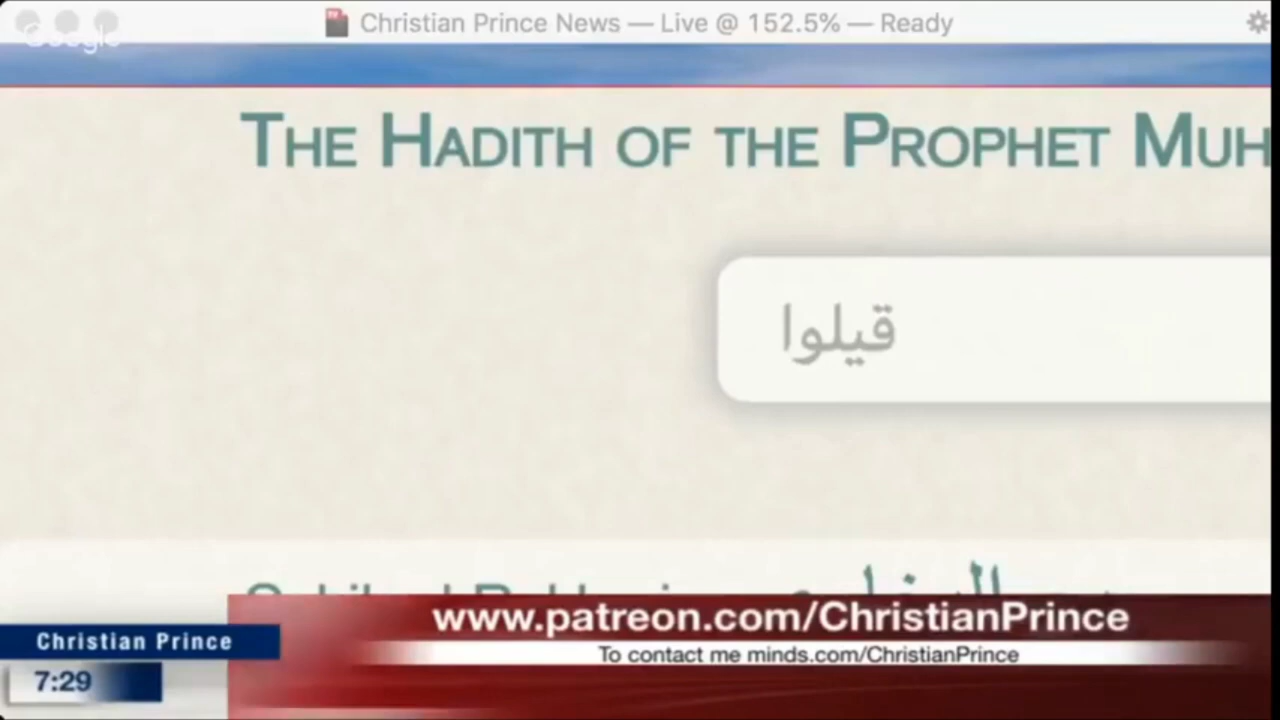 Christian Prince News — Live @ 152.5% — Ready
Google
THE HADITH OF THE PROPHET MUH
قيلوا
www.patreon.com/ChristianPrince
To contact me minds.com/ChristianPrince
Christian Prince
7:29